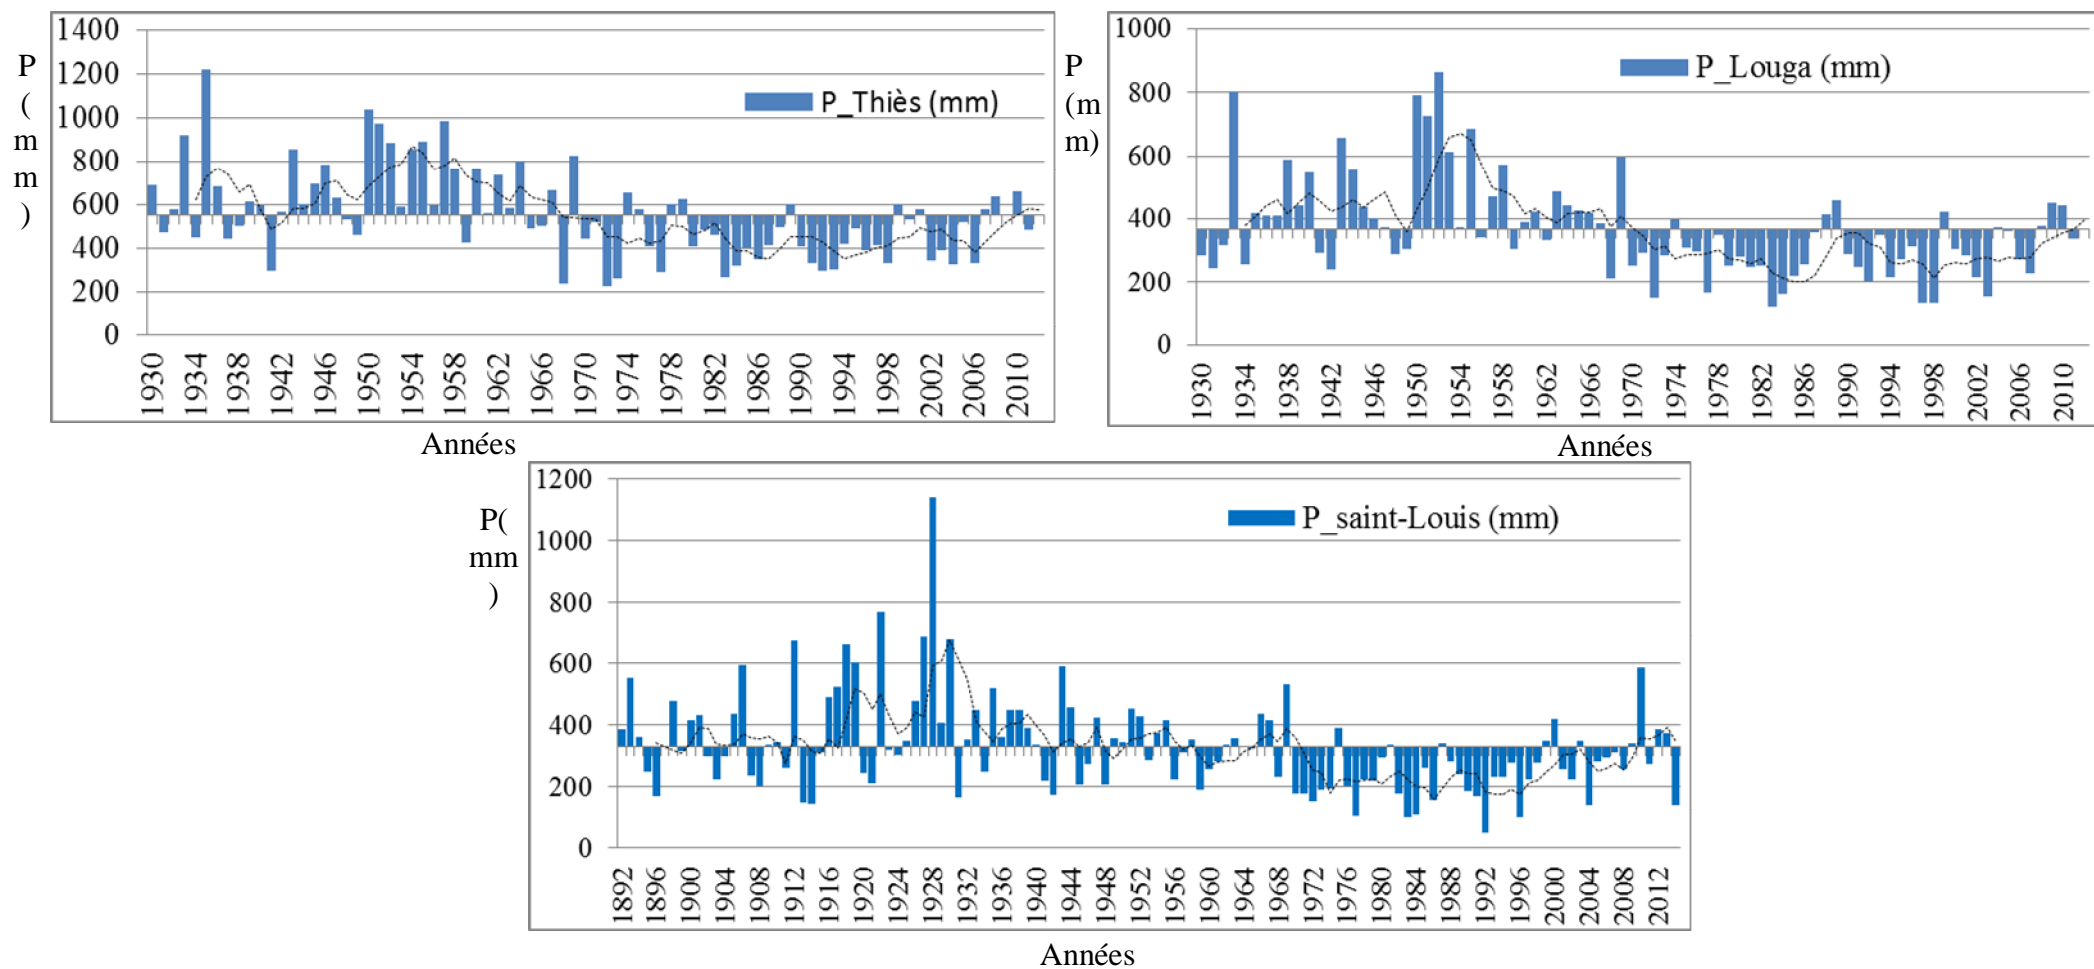 P
(
m
m
)
1400
1200
1000
800
600
400
200
0
P_Thiès (mm)
1930 1934 1938 1942 1946 1950 1954 1958 1962 1966 1970 1974 1978 1982 1986 1990 1994 1998 2002 2006 2010
Années
P
(m
m)
1000
800
600
400
200
0
P_Louga (mm)
1930 1934 1938 1942 1946 1950 1954 1958 1962 1966 1970 1974 1978 1982 1986 1990 1994 1998 2002 2006 2010
Années
P(
mm
)
1200
1000
800
600
400
200
0
P_saint-Louis (mm)
1892 1896 1900 1904 1908 1912 1916 1920 1924 1928 1932 1936 1940 1944 1948 1952 1956 1960 1964 1968 1972 1976 1980 1984 1988 1992 1996 2000 2004 2008 2012
Années